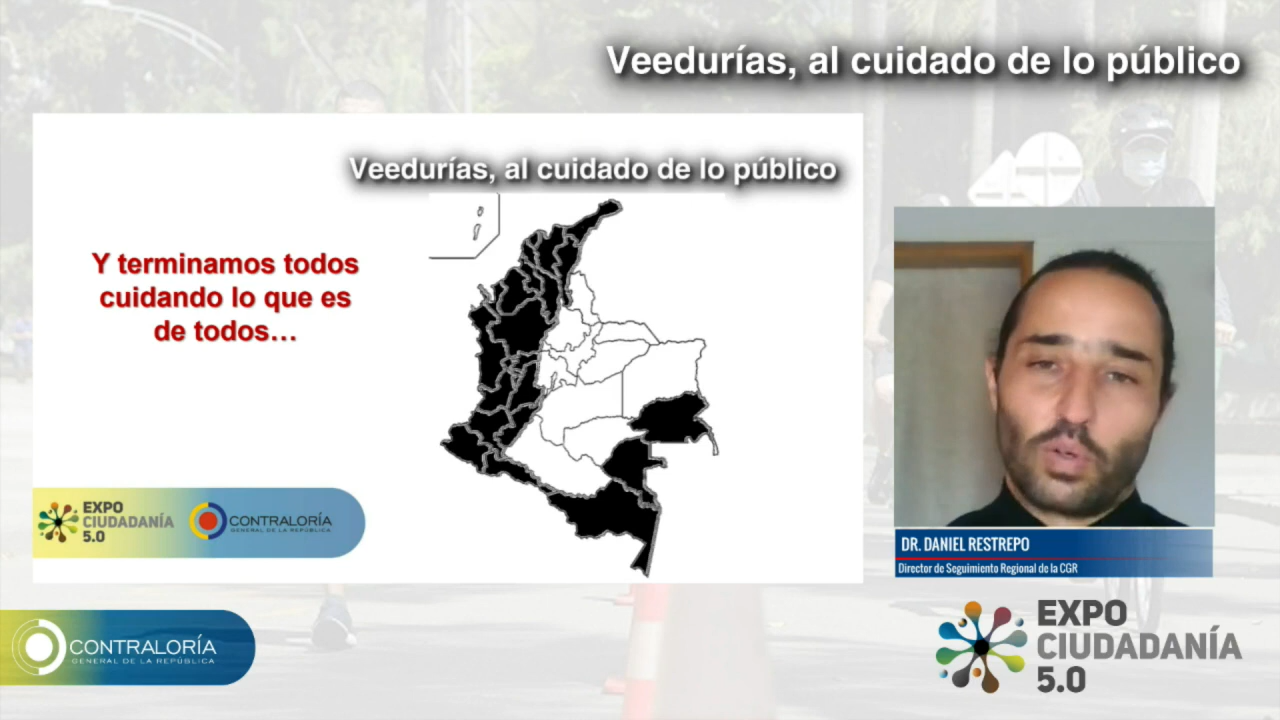 Veedurías, al cuidado de lo público
Veedurías, al cuidado de lo público
Y terminamos todos
cuidando lo que es
de todos…
EXPO
CIUDADANÍA
5.0
CONTRALORÍA
GENERAL DE LA REPÚBLICA
DR. DANIEL RESTREPO
Director de Seguimiento Regional de la CGR
CONTRALORÍA
GENERAL DE LA REPÚBLICA
EXPO
CIUDADANÍA
5.0